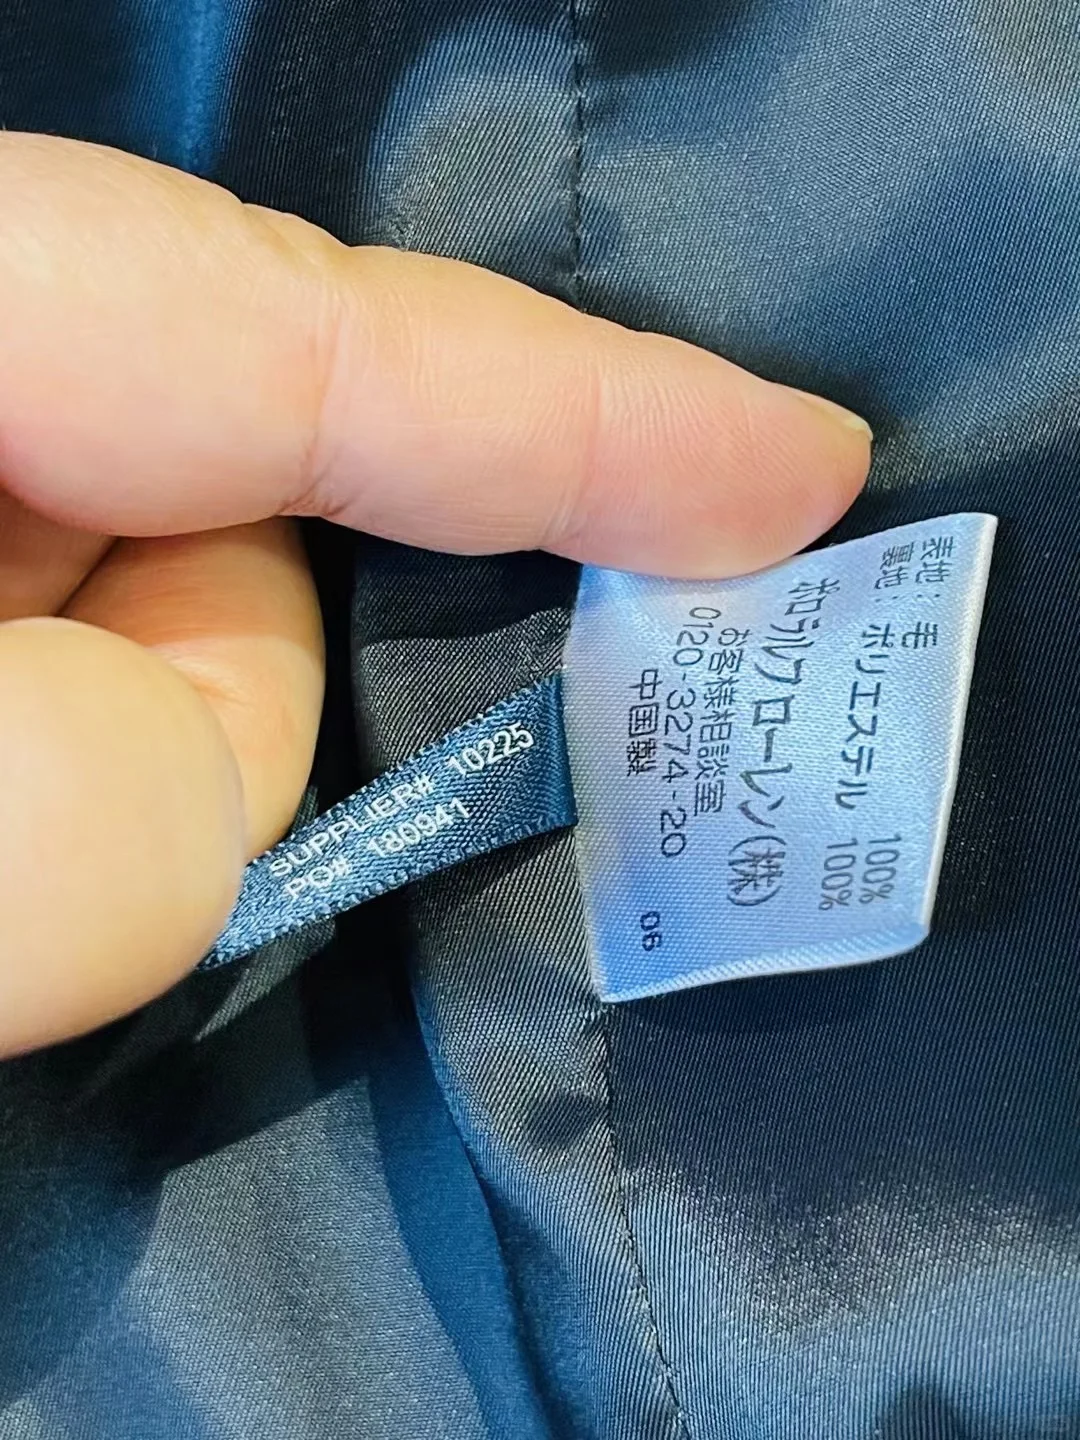 表地: 毛 100%
裏地: ポリエステル 100%
ラルフローレン(株)
お客様相談室
0120-3274-20
中国製 06
SUPPLIER# 10225
PO# 180941